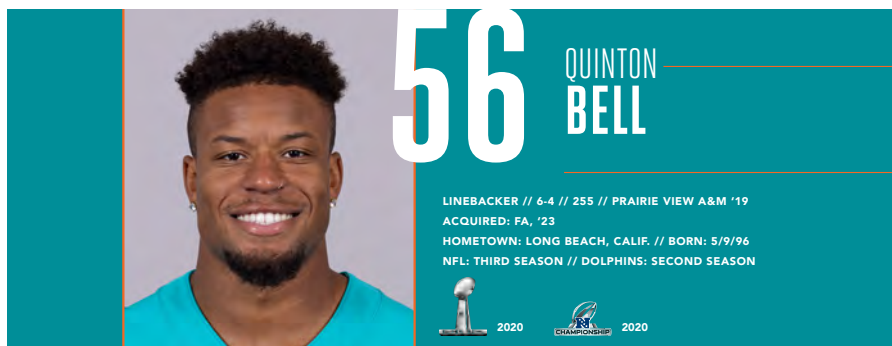 56
QUINTON
BELL
LINEBACKER // 6-4 // 255 // PRAIRIE VIEW A&M '19
ACQUIRED: FA, '23
HOMETOWN: LONG BEACH, CALIF. // BORN: 5/9/96
NFL: THIRD SEASON // DOLPHINS: SECOND SEASON
2020
N
CHAMPIONSHIP
2020